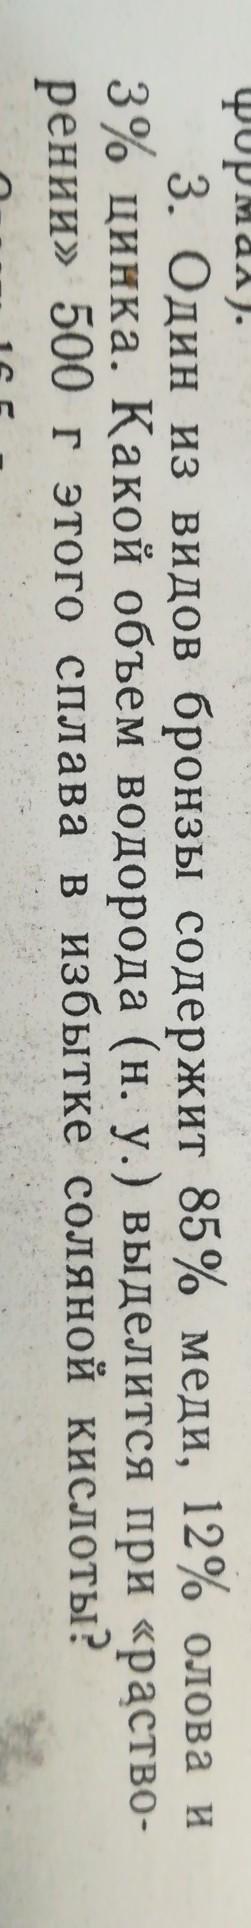 формах).
3. Один из видов бронзы содержит 85% меди, 12% олова и
3% цинка. Какой объем водорода (н. у.) выделится при «раство-
рении» 500 г этого сплава в избытке соляной кислоты?